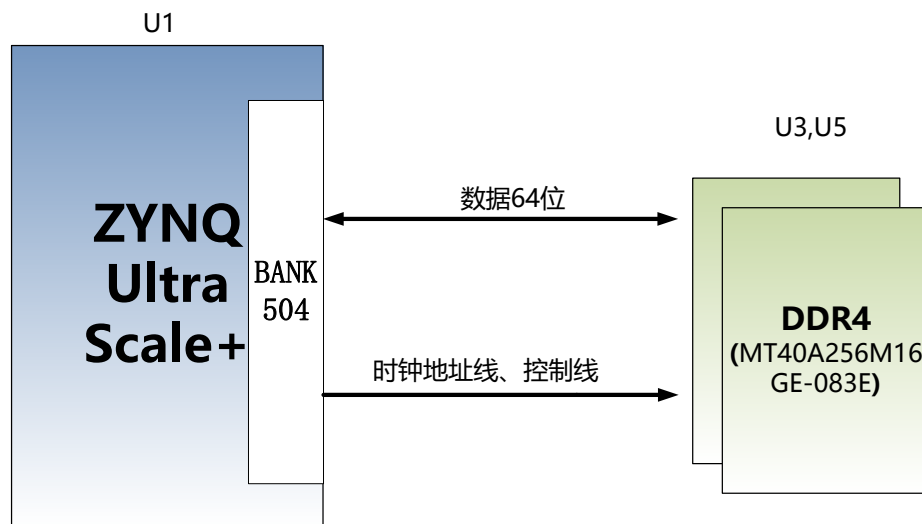 U1
U3,U5
数据64位
ZYNQ
Ultra
Scale+
BANK
504
DDR4
(MT40A256M16
GE-083E)
时钟地址线、控制线